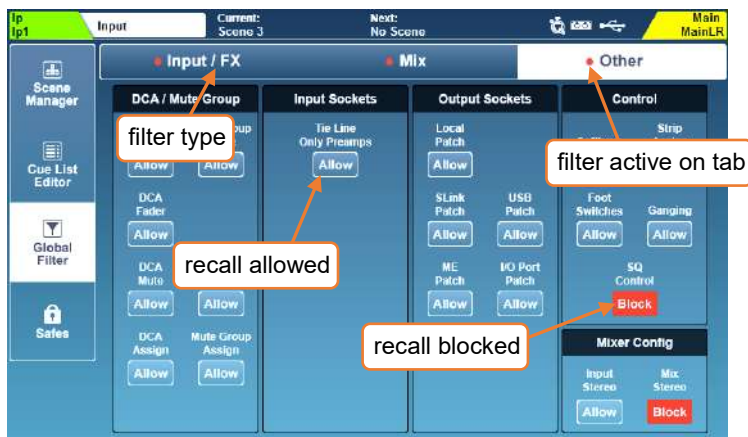 Ip
Ip1
Input
Current:
Scene 3
Next:
No Scene
Main
MainLR
Scene
Manager
Cue List
Editor
Global
Filter
Safes
Input / FX
Mix
Other
DCA / Mute Group
Input Sockets
Output Sockets
Control
filter type
Allow
Allow
DCA
Fader
Allow
DCA
Mute
Allow
Allow
DCA
Assign
Mute Group
Assign
Allow
Allow
Tie Line
Only Preamps
Allow
recall allowed
Local
Patch
Allow
SLink
Patch
USB
Patch
Allow
Allow
ME
Patch
I/O Port
Patch
Allow
Allow
recall blocked
Strip
filter active on tab
Foot
Switches
Ganging
Allow
Allow
SQ
Control
Block
Mixer Config
Input
Stereo
Mix
Stereo
Allow
Block